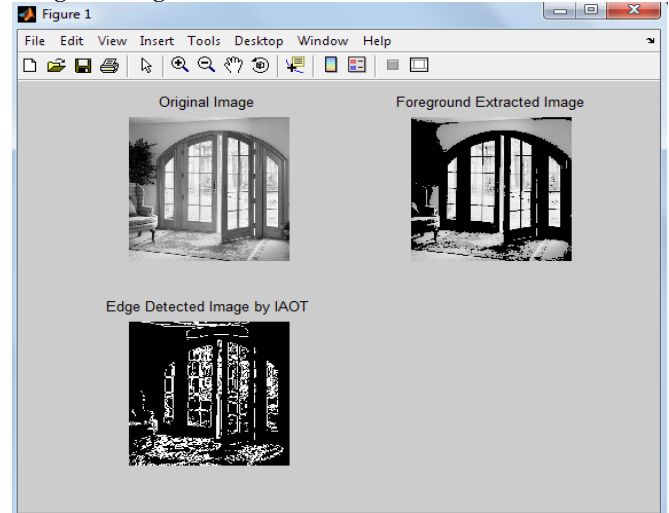 Figure 1
File Edit View Insert Tools Desktop Window Help
Original Image
Foreground Extracted Image
Edge Detected Image by IAOT